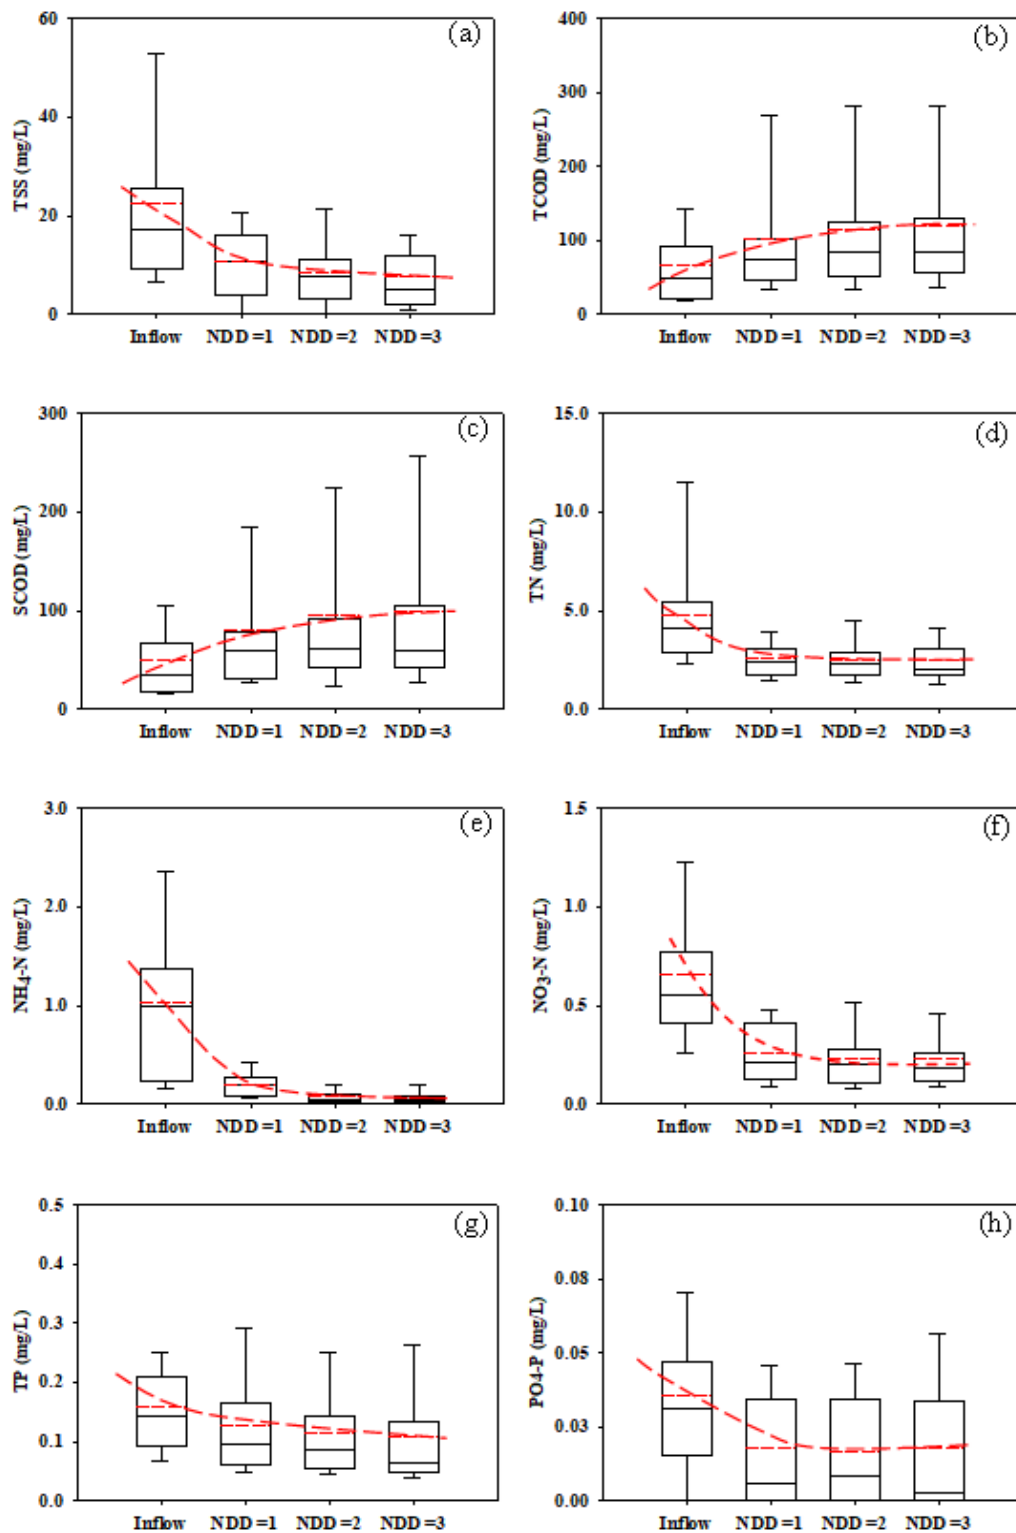 (a)
TSS (mg/L)
60
40
20
0
Inflow NDD=1 NDD=2 NDD=3
(b)
TCOD (mg/L)
400
300
200
100
0
Inflow NDD=1 NDD=2 NDD=3
(c)
SCOD (mg/L)
300
200
100
0
Inflow NDD=1 NDD=2 NDD=3
(d)
TN (mg/L)
15.0
10.0
5.0
0.0
Inflow NDD=1 NDD=2 NDD=3
(e)
NH4-N (mg/L)
3.0
2.0
1.0
0.0
Inflow NDD=1 NDD=2 NDD=3
(f)
NO3-N (mg/L)
1.5
1.0
0.5
0.0
Inflow NDD=1 NDD=2 NDD=3
(g)
TP (mg/L)
0.5
0.4
0.3
0.2
0.1
0.0
Inflow NDD=1 NDD=2 NDD=3
(h)
PO4-P (mg/L)
0.10
0.08
0.05
0.03
0.00
Inflow NDD=1 NDD=2 NDD=3